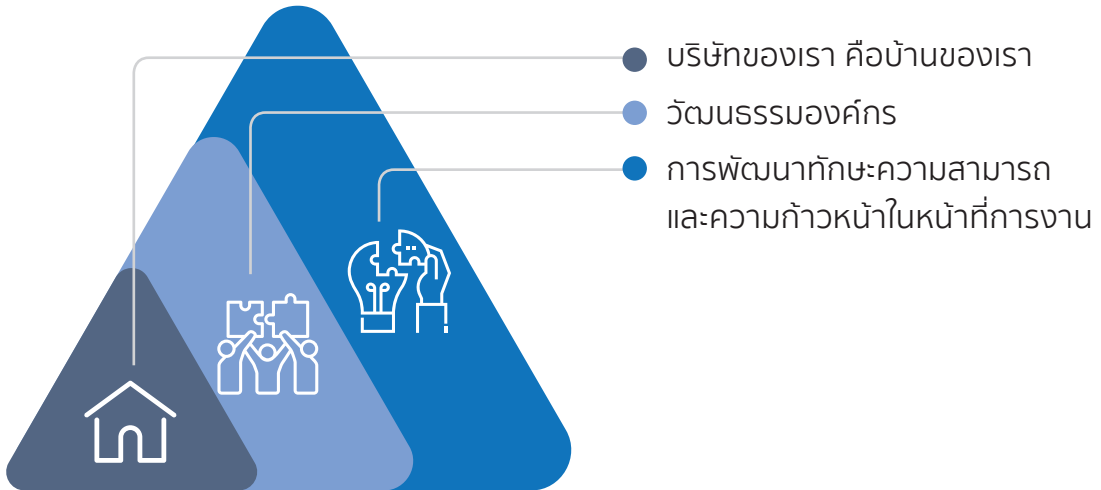 บริษัทของเรา คือบ้านของเรา
วัฒนธรรมองค์กร
การพัฒนาทักษะความสามารถ
และความก้าวหน้าในหน้าที่การงาน